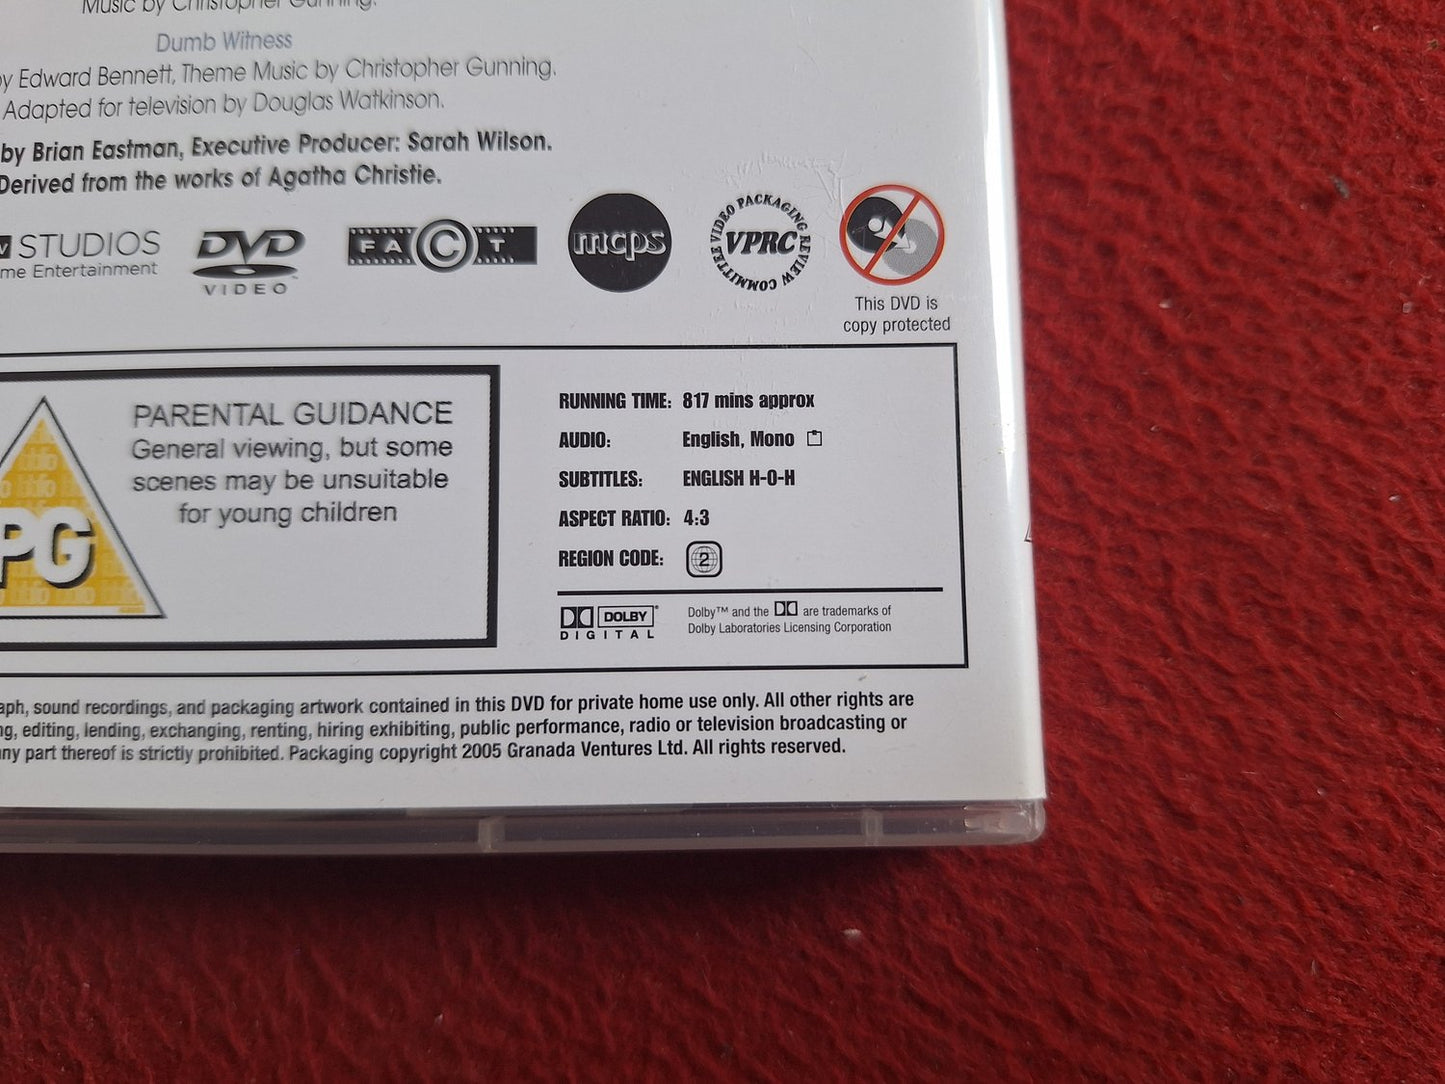 Music by Christopher Gunning.
Dumb Witness
by Edward Bennett, Theme Music by Christopher Gunning.
Adapted for television by Douglas Watkinson.
by Brian Eastman, Executive Producer: Sarah Wilson.
Derived from the works of Agatha Christie.
STUDIOS
me Entertainment
DVD
VIDEO
FACT
mcps
VIDEO PACKAGING REVIEW COMMITTEE
VPRC
This DVD is
copy protected
PG
PARENTAL GUIDANCE
General viewing, but some
scenes may be unsuitable
for young children
RUNNING TIME: 817 mins approx
AUDIO: English, Mono
SUBTITLES: ENGLISH H-O-H
ASPECT RATIO: 4:3
REGION CODE: 2
DOLBY
DIGITAL
Dolby™ and the DD are trademarks of
Dolby Laboratories Licensing Corporation
aph, sound recordings, and packaging artwork contained in this DVD for private home use only. All other rights are
ng, editing, lending, exchanging, renting, hiring exhibiting, public performance, radio or television broadcasting or
any part thereof is strictly prohibited. Packaging copyright 2005 Granada Ventures Ltd. All rights reserved.